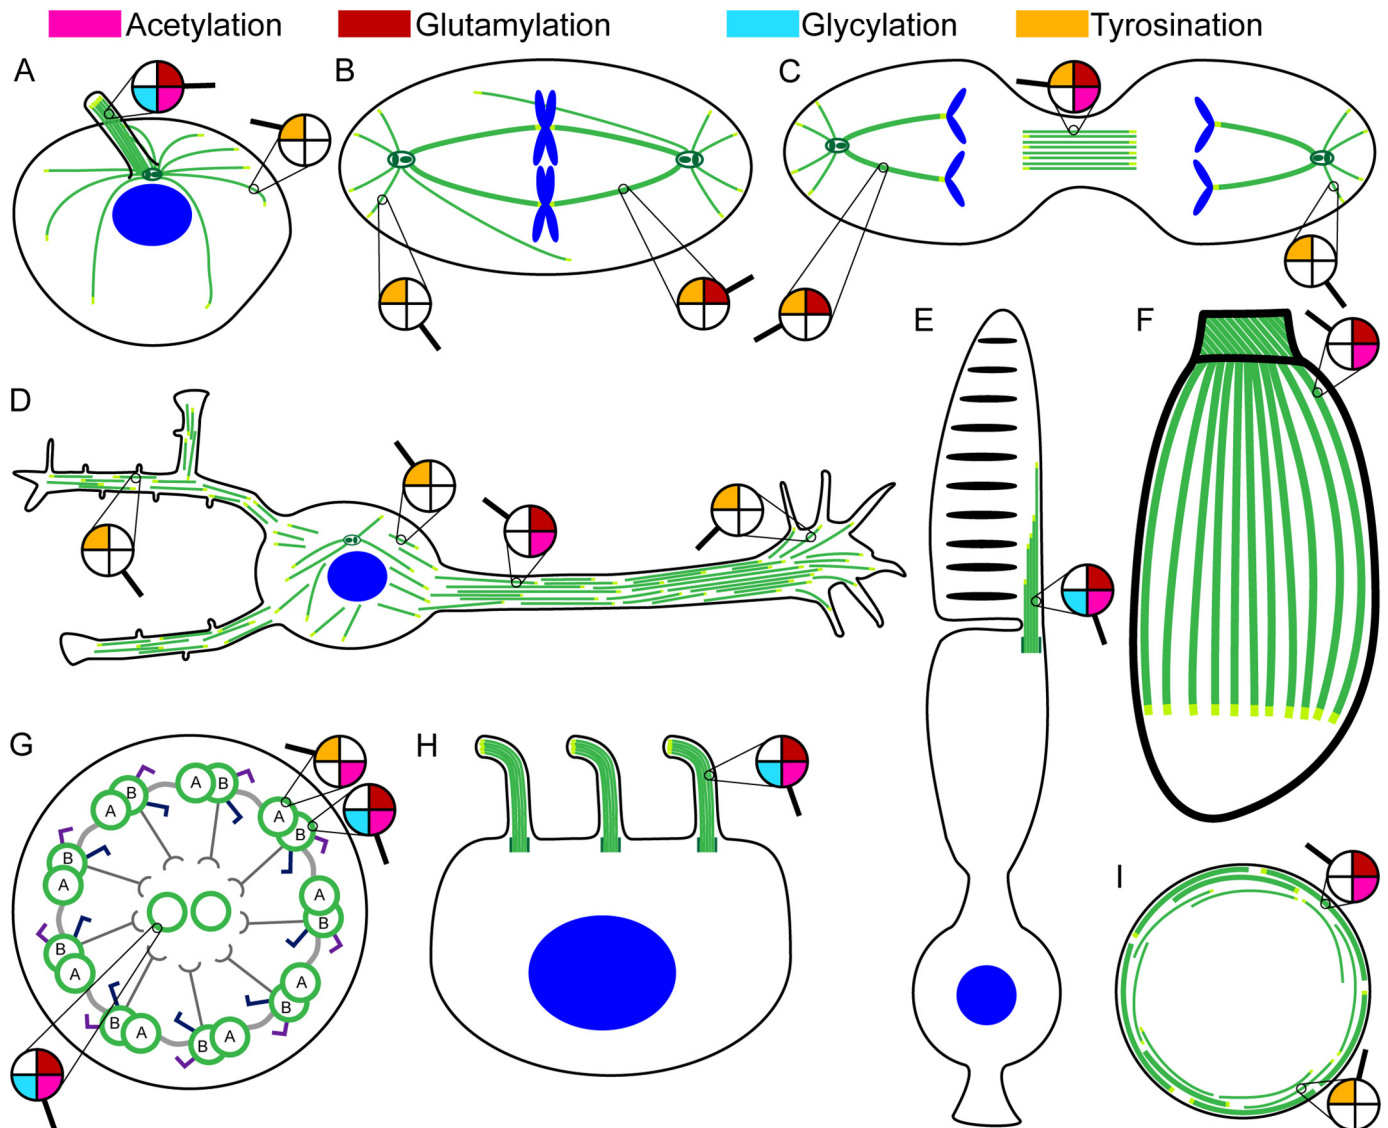 Acetylation Glutamylation Glycylation Tyrosination
A B C
D E F
G H I
A B A B A B A B A B A B A B A B A B